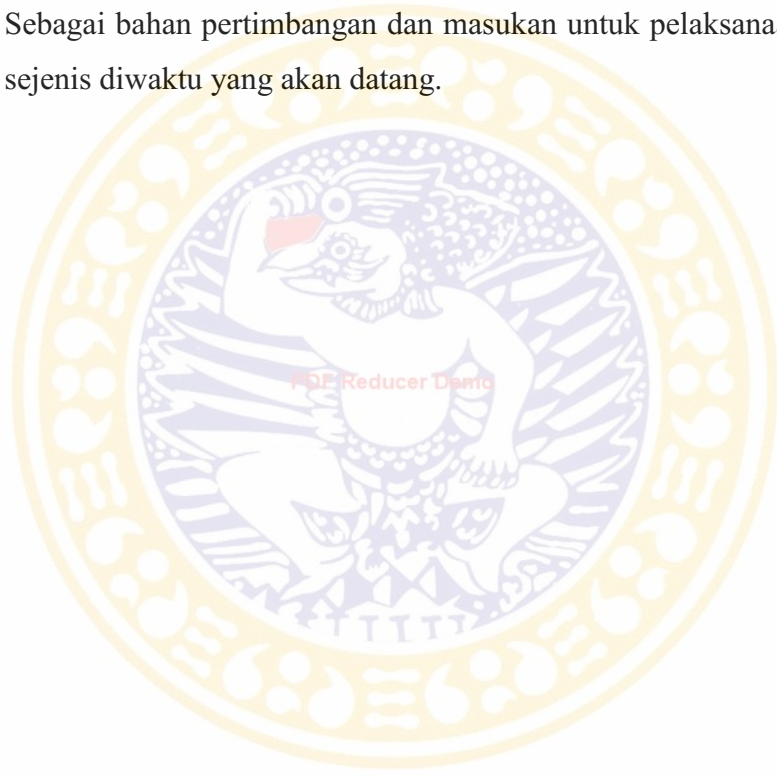 Sebagai bahan pertimbangan dan masukan untuk pelaksana
sejenis diwaktu yang akan datang.
PDF Reducer Demo